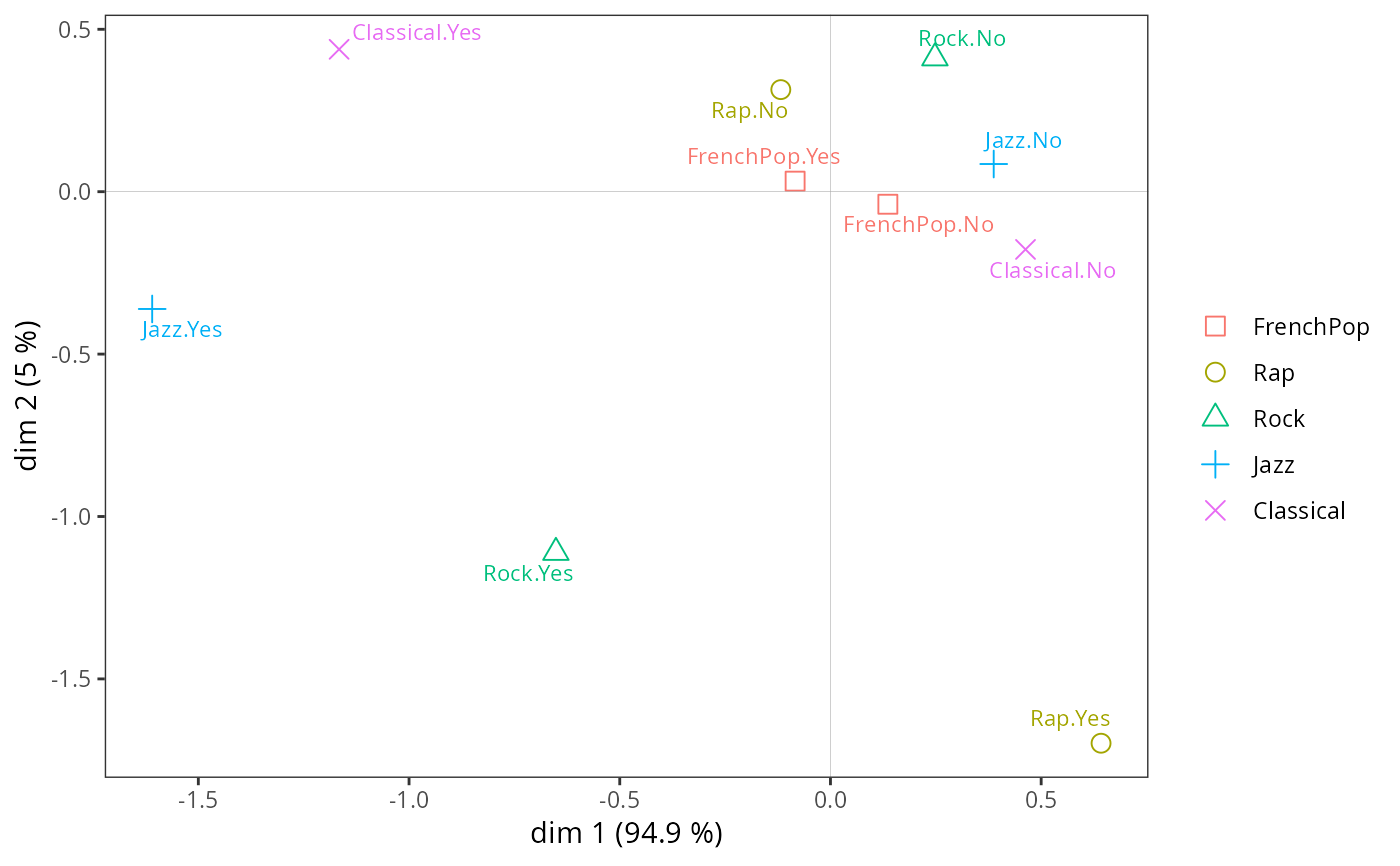 0.5
Classical.Yes
Rock.No
Rap.No
Jazz.No
FrenchPop.Yes
0.0
FrenchPop.No
Classical.No
Jazz.Yes
-0.5
dim 2 (5 %)
-1.0
Rock.Yes
-1.5
Rap.Yes
-1.5 -1.0 -0.5 0.0 0.5
dim 1 (94.9 %)
FrenchPop
Rap
Rock
Jazz
Classical